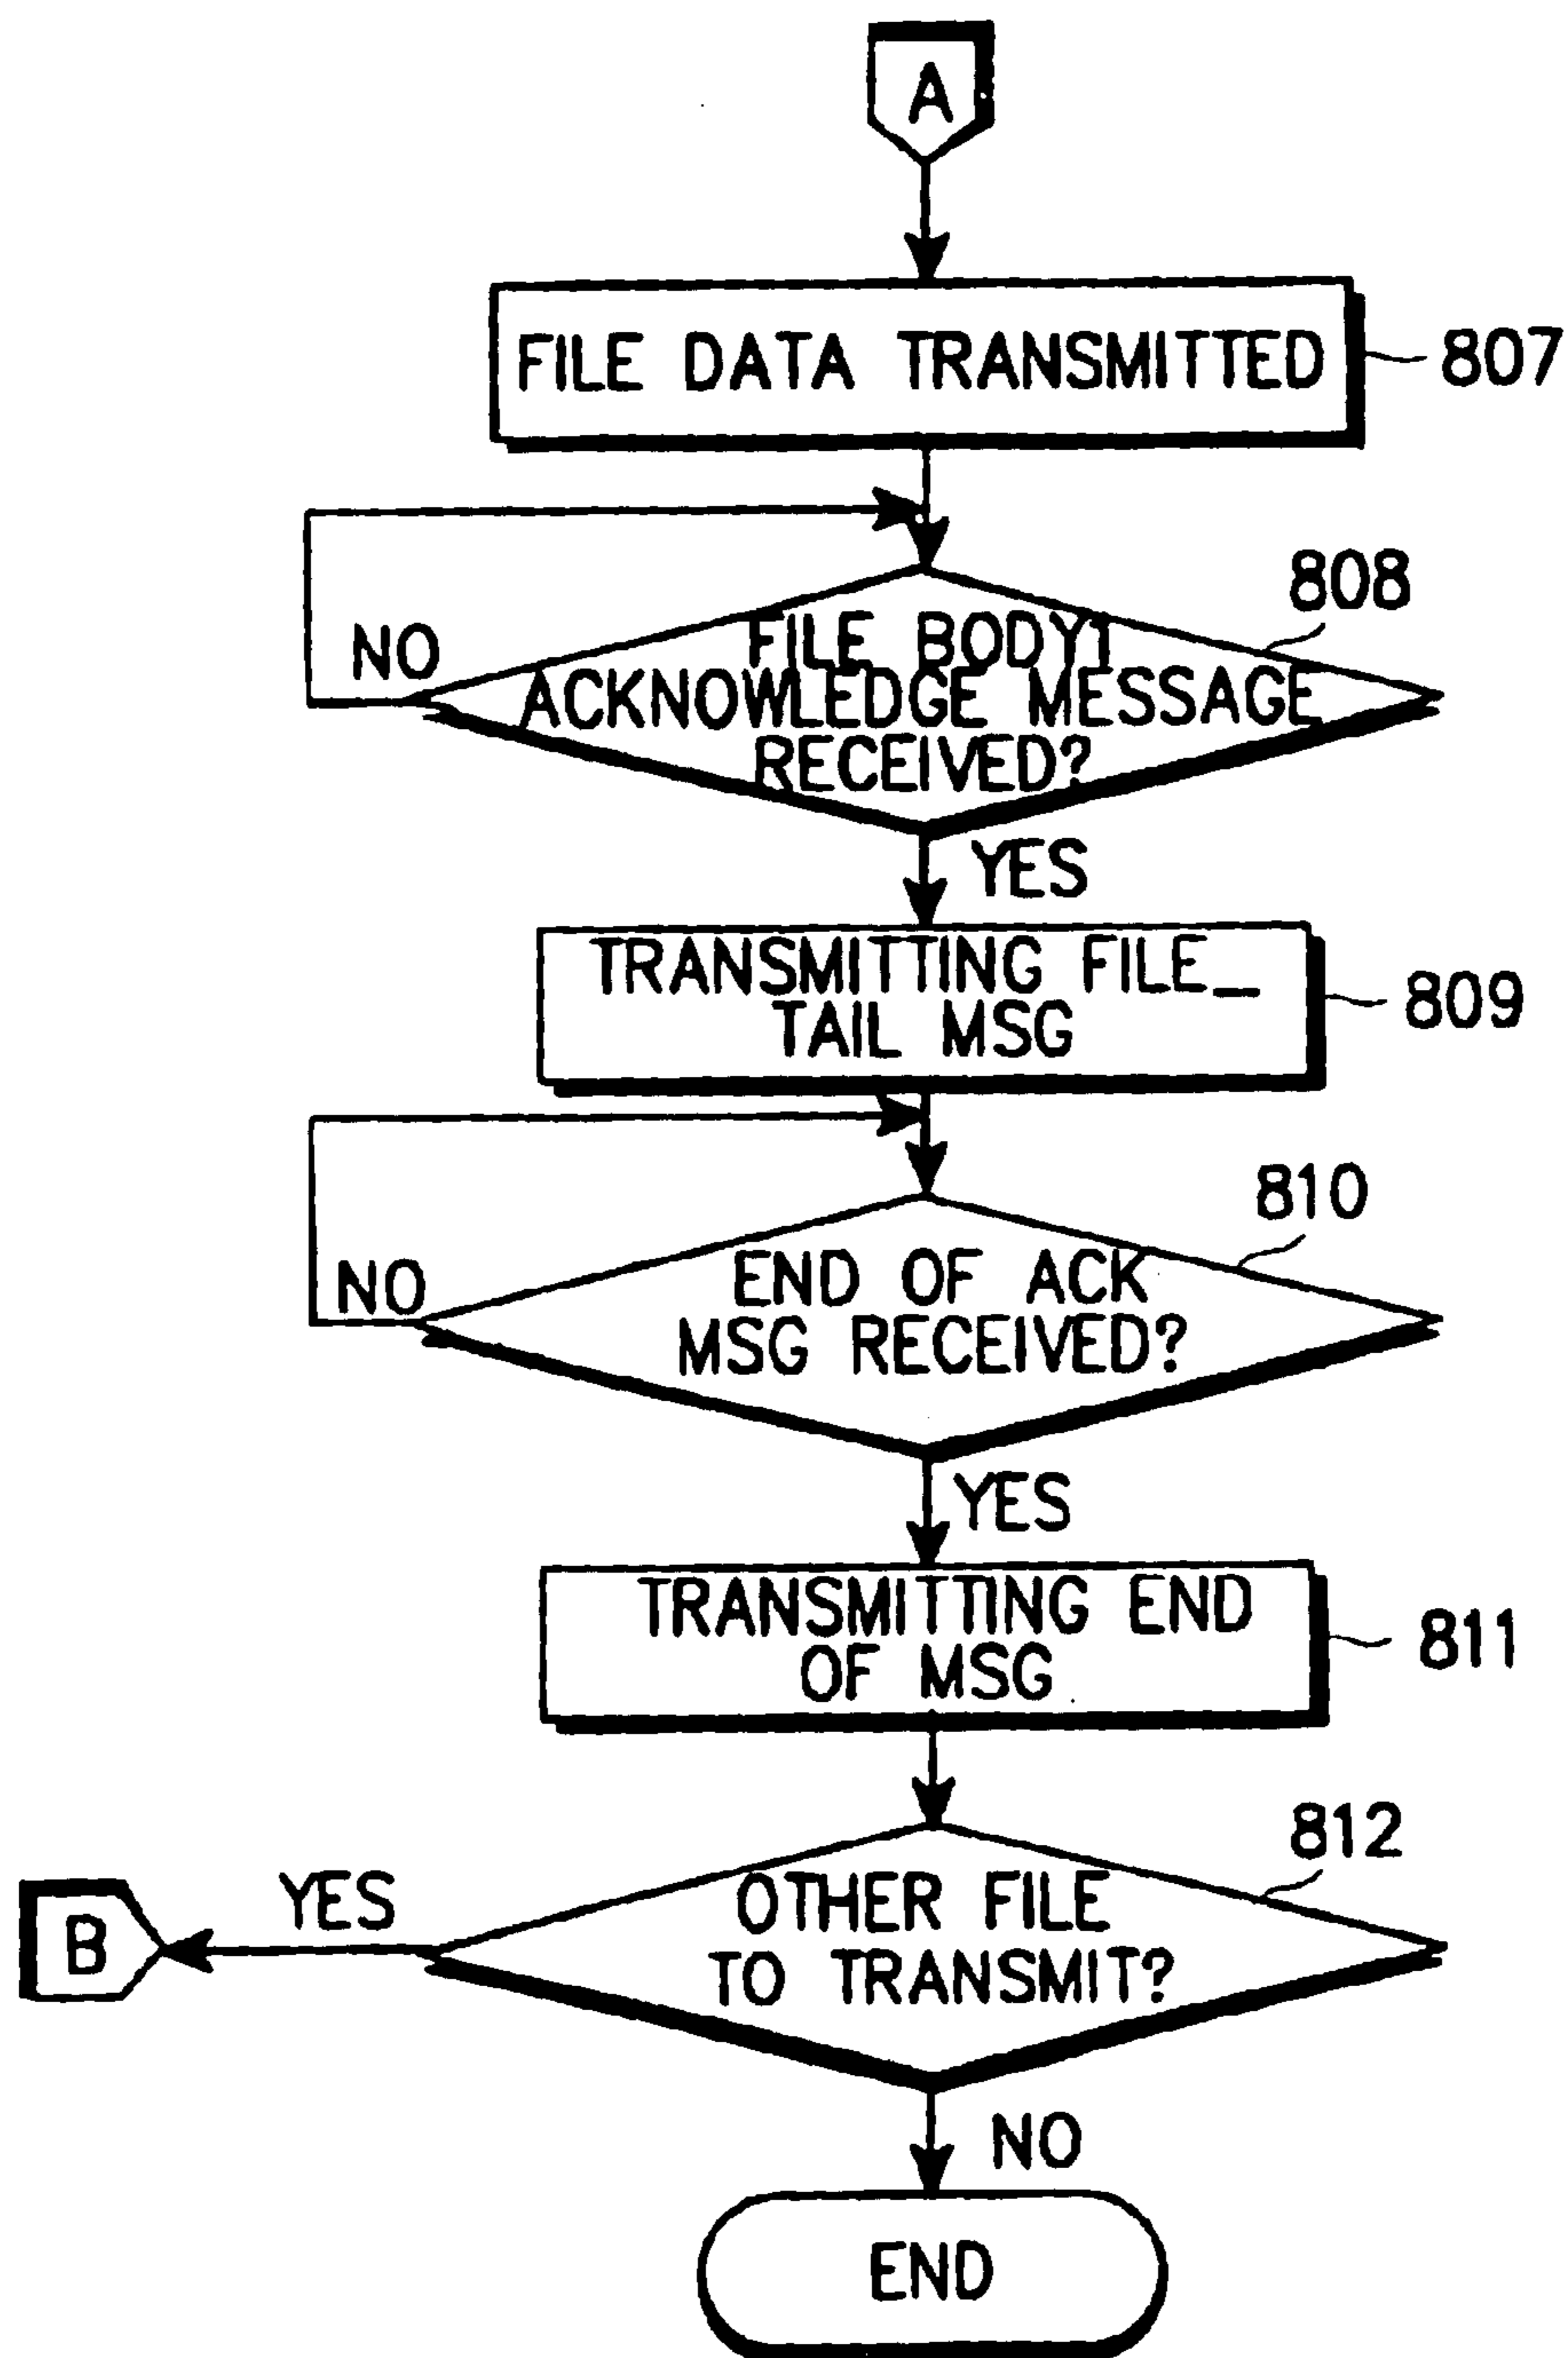 A
FILE DATA TRANSMITTED
807
808
NO
FILE BODY1
ACKNOWLEDGE MESSAGE
RECEIVED?
YES
TRANSMITTING FILE_
TAIL MSG
809
810
NO
END OF ACK
MSG RECEIVED?
YES
TRANSMITTING END
OF MSG
811
812
YES
B
OTHER FILE
TO TRANSMIT?
NO
END